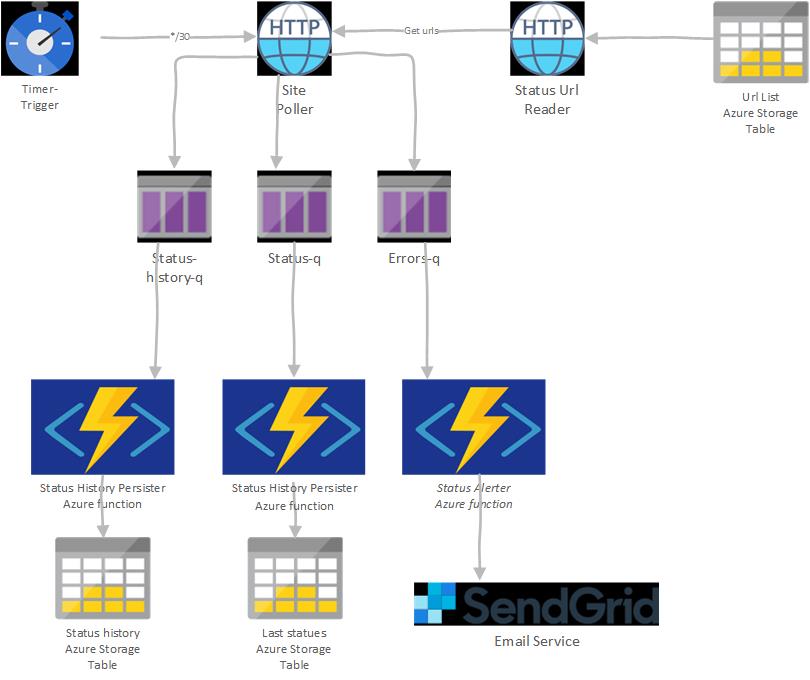 HTTP
HTTP
*/30
Get urls
Timer-
Trigger
Site
Poller
Status Url
Reader
Url List
Azure Storage
Table
Status-
history-q
Status-q
Errors-q
Status History Persister
Azure function
Status History Persister
Azure function
Status Alerter
Azure function
Status history
Azure Storage
Table
Last statues
Azure Storage
Table
SendGrid
Email Service